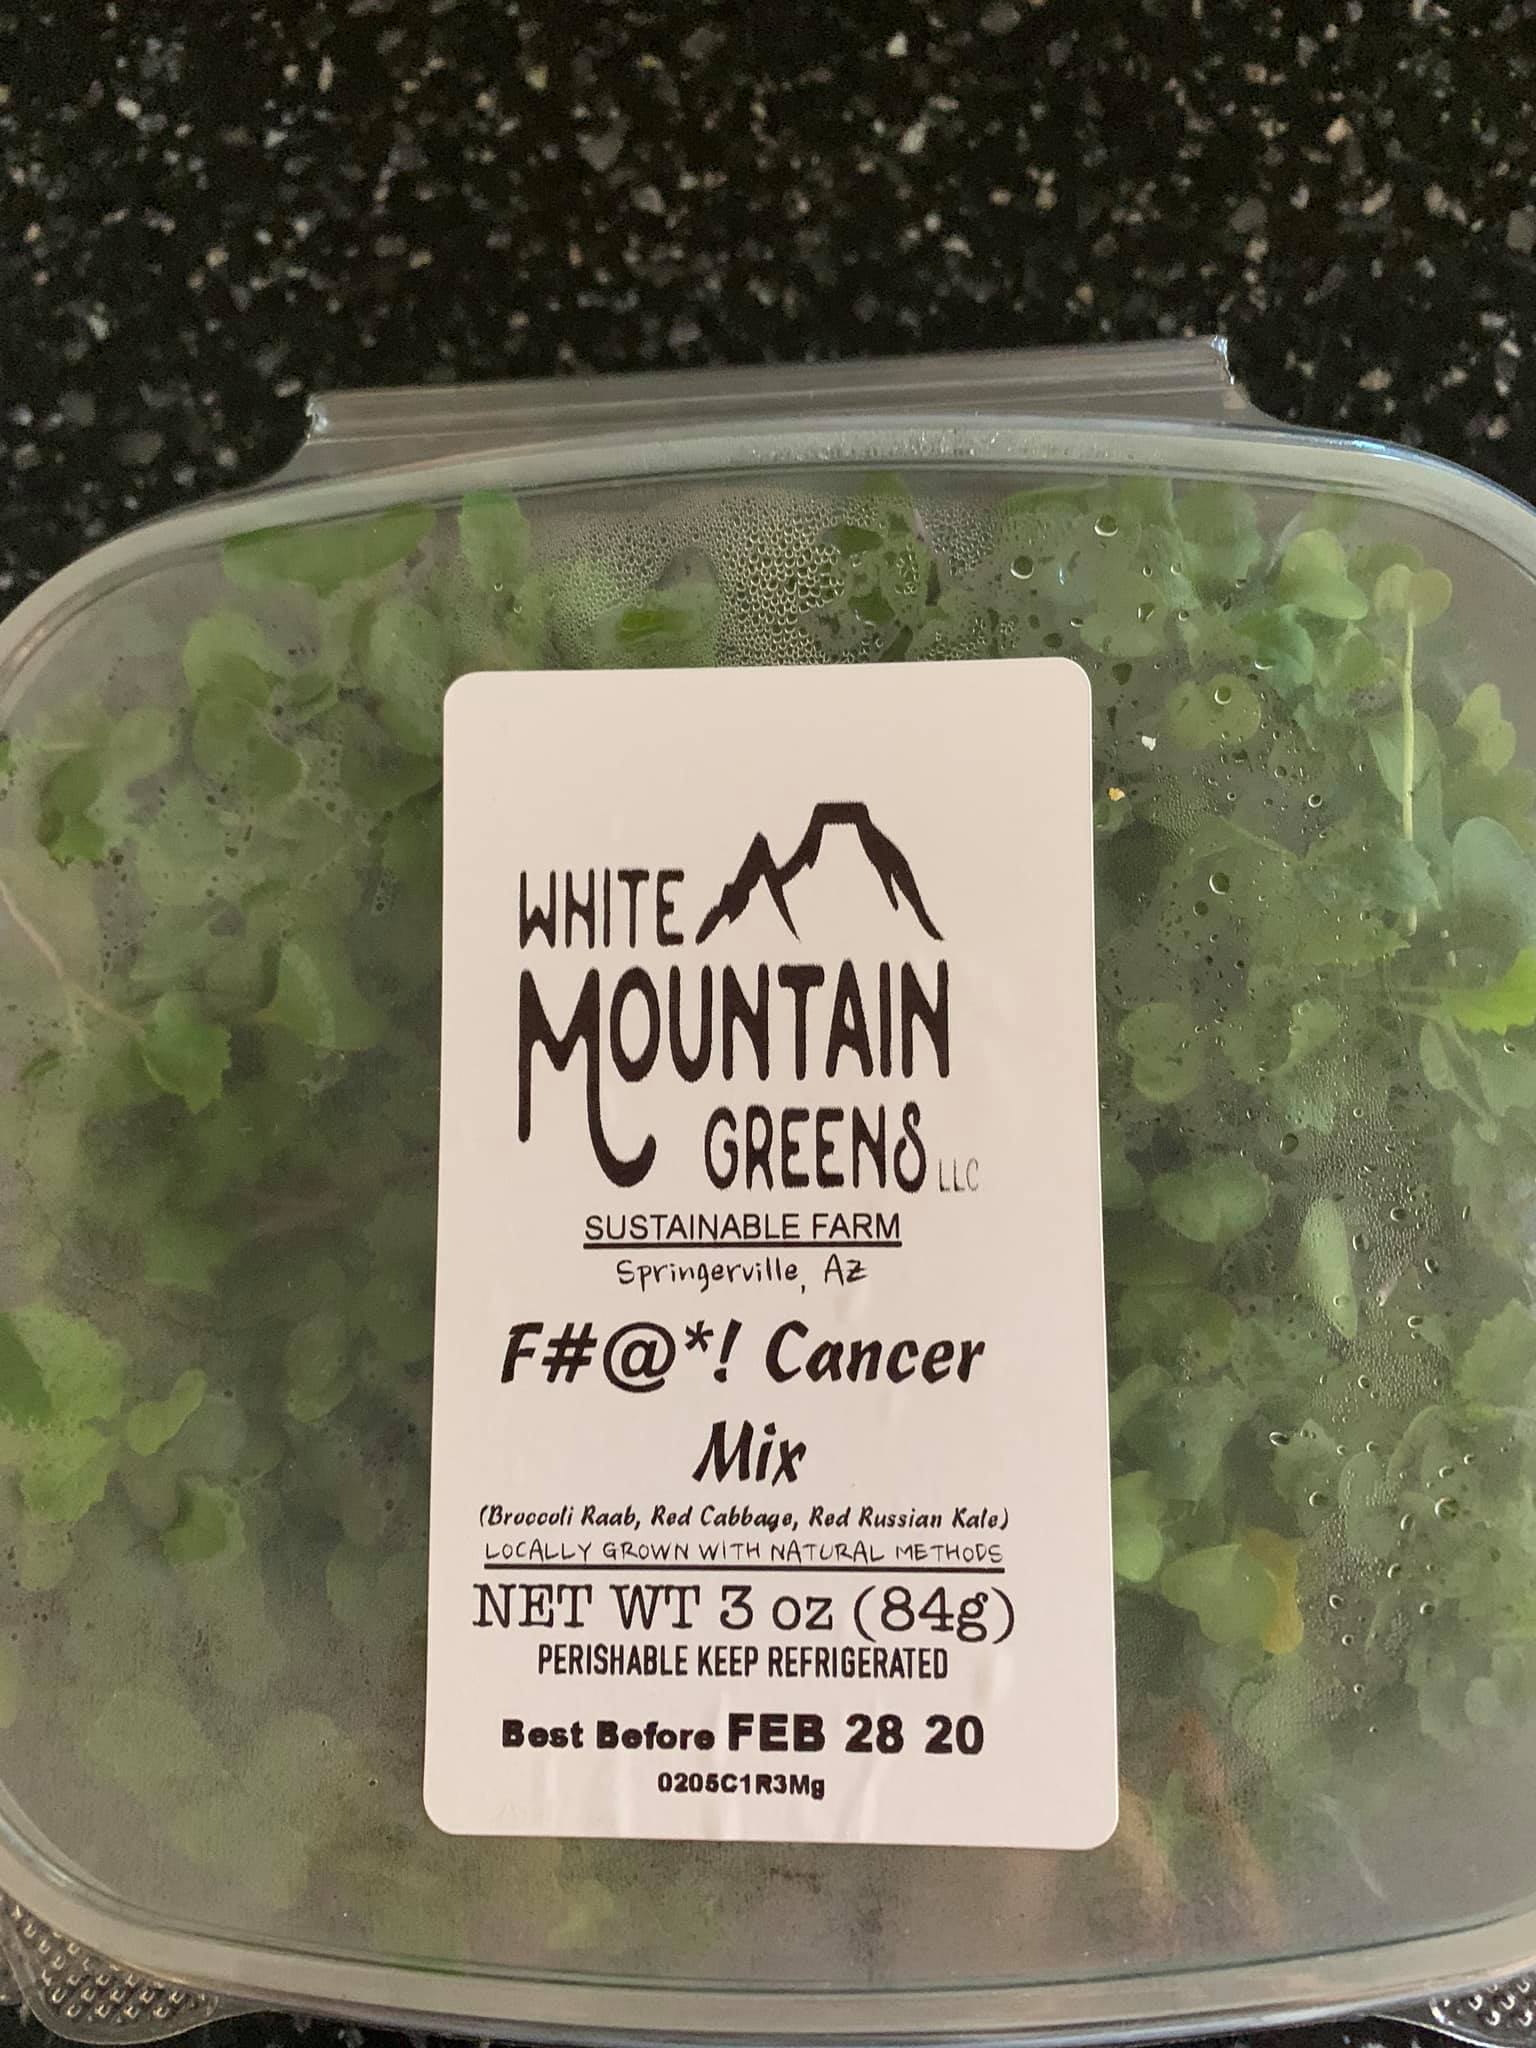 WHITE
MOUNTAIN
GREENS LLC
SUSTAINABLE FARM
Springerville, AZ
F#@*! Cancer
Mix
(Broccoli Raab, Red Cabbage, Red Russian Kale)
LOCALLY GROWN WITH NATURAL METHODS
NET WT 3 oz (84g)
PERISHABLE KEEP REFRIGERATED
Best Before FEB 28 20
0205C1R3Mg